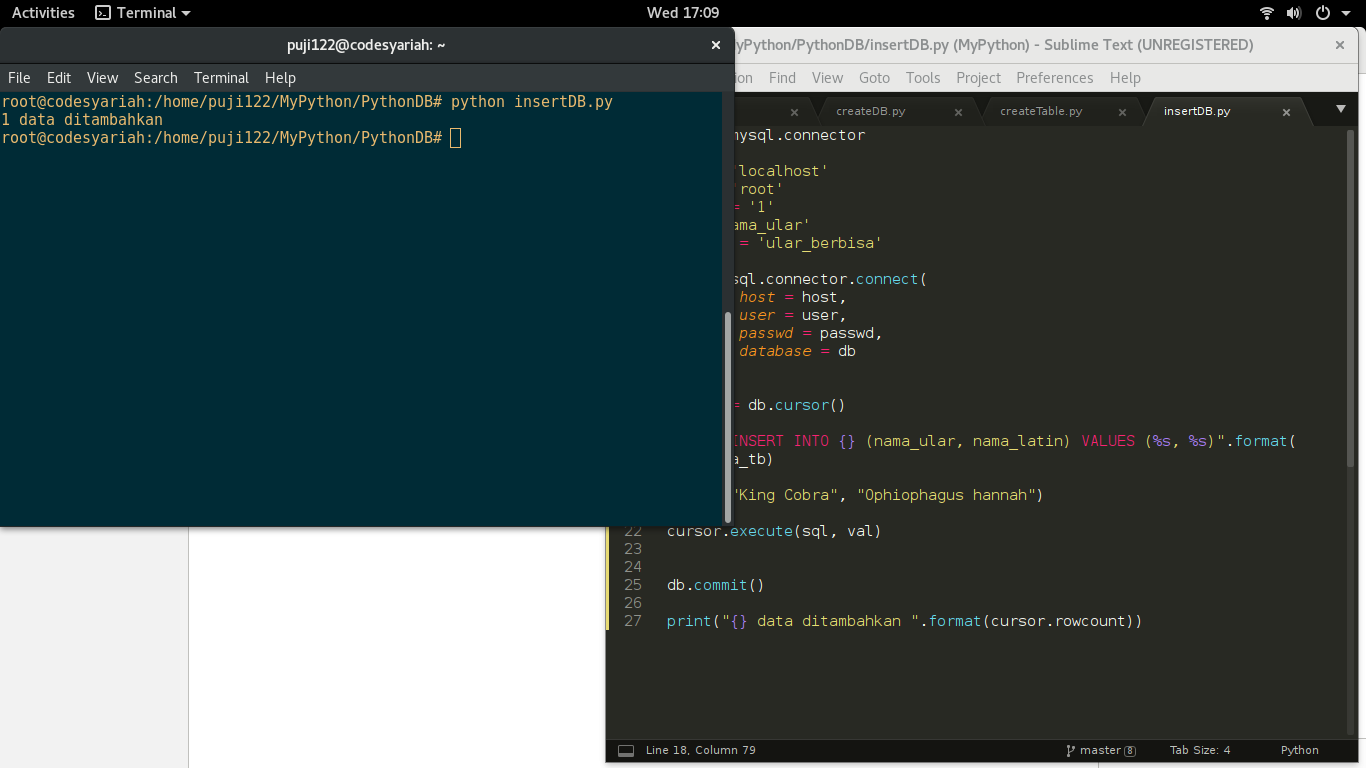 Activities Terminal Wed 17:09
puji122@codesyariah: ~
File Edit View Search Terminal Help
root@codesyariah:/home/puji122/MyPython/PythonDB# python insertDB.py
1 data ditambahkan
root@codesyariah:/home/puji122/MyPython/PythonDB#
yPython/PythonDB/insertDB.py (MyPython) - Sublime Text (UNREGISTERED)
ion Find View Goto Tools Project Preferences Help
createDB.py createTable.py insertDB.py
mysql.connector
'localhost'
'root'
= '1'
ama_ular'
= 'ular_berbisa'
sql.connector.connect(
host = host,
user = user,
passwd = passwd,
database = db
= db.cursor()
INSERT INTO {} (nama_ular, nama_latin) VALUES (%s, %s)".format(
a_tb)
"King Cobra", "Ophiophagus hannah")
22 cursor.execute(sql, val)
23
24
25 db.commit()
26
27 print("{} data ditambahkan ".format(cursor.rowcount))
Line 18, Column 79 master 8 Tab Size: 4 Python